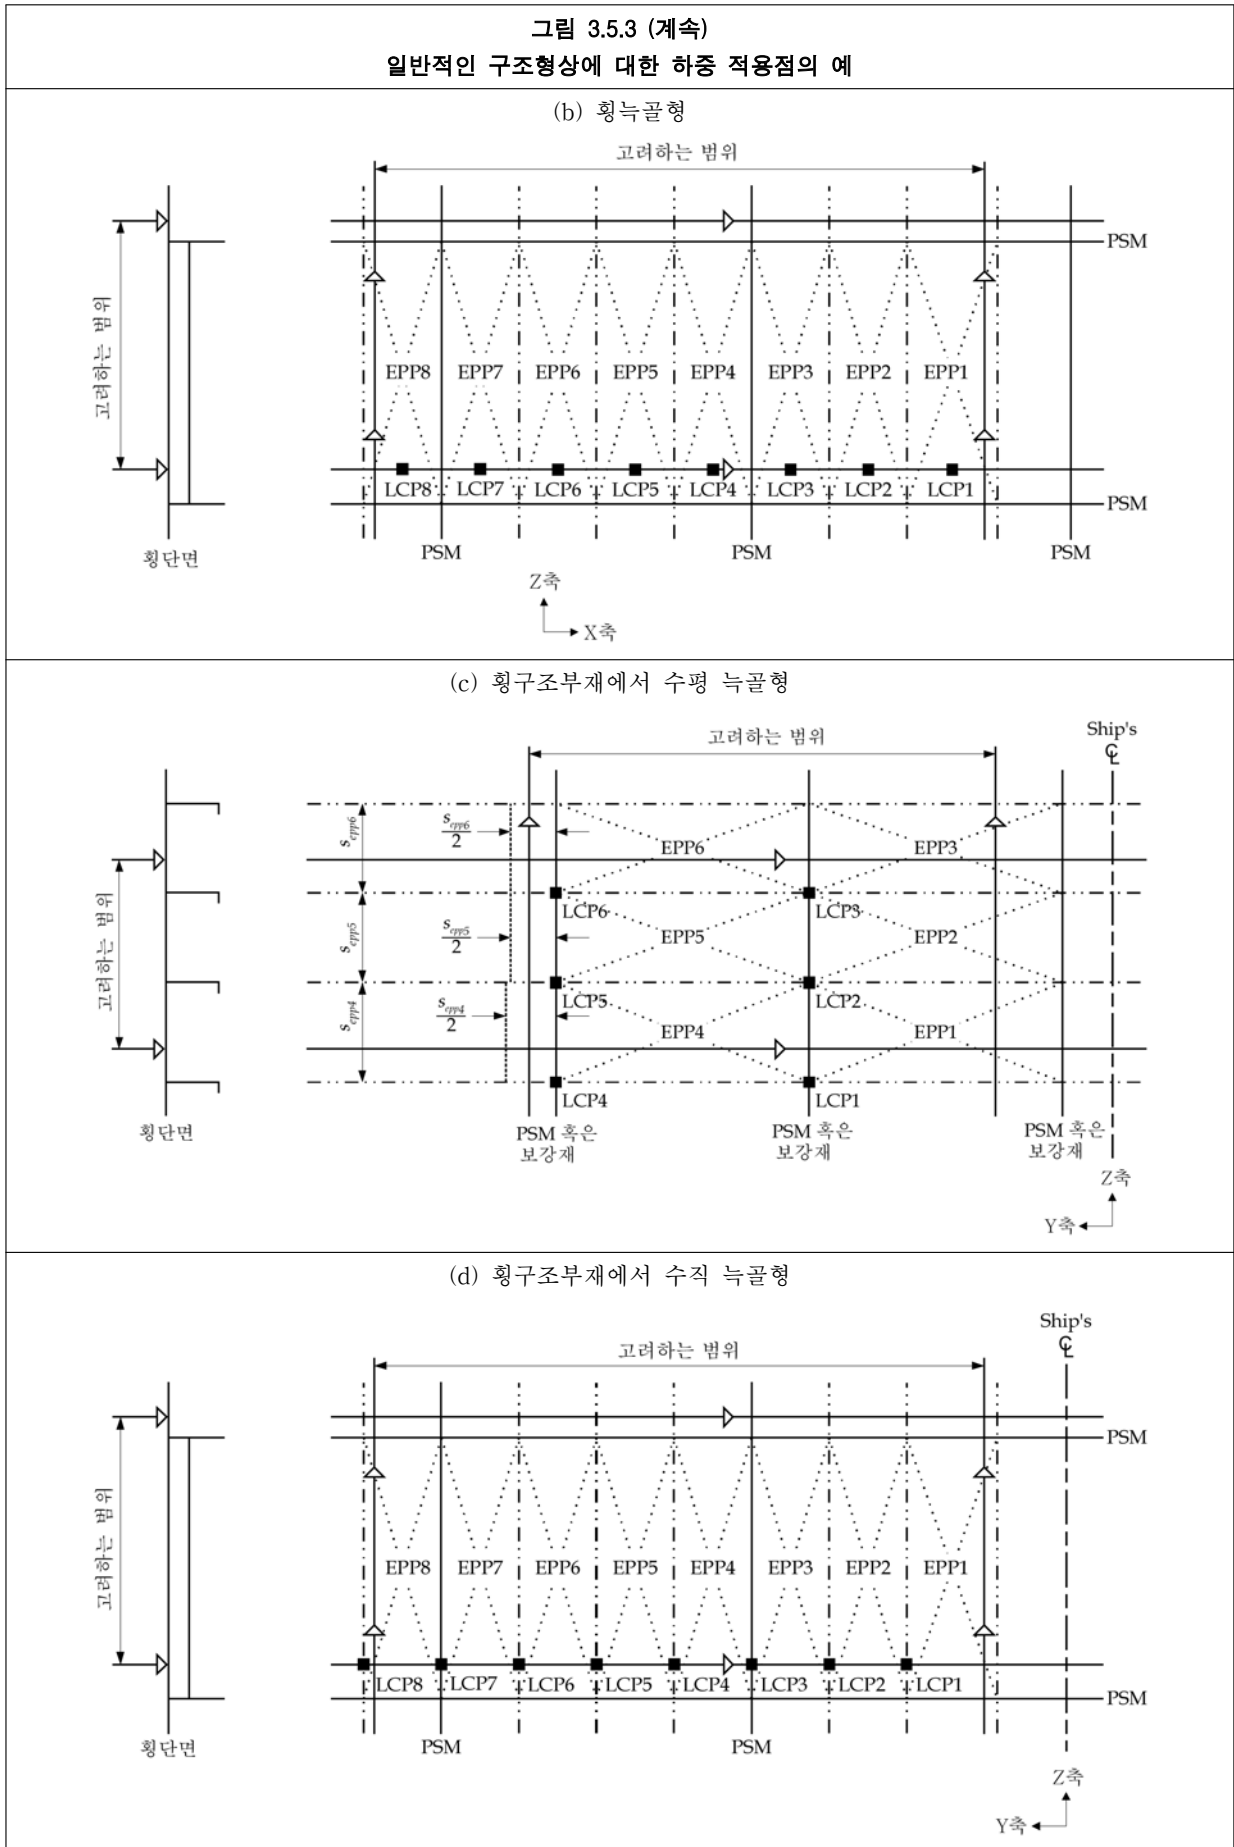 그림 3.5.3 (계속)
일반적인 구조형상에 대한 하중 적용점의 예
(b) 횡늑골형
고려하는 범위
고려하는 범위
PSM
EPP8 EPP7 EPP6 EPP5 EPP4 EPP3 EPP2 EPP1
LCP8 LCP7 LCP6 LCP5 LCP4 LCP3 LCP2 LCP1
PSM
횡단면
PSM PSM PSM
Z축
X축
(c) 횡구조부재에서 수평 늑골형
Ship's
℄
고려하는 범위
고려하는 범위
s_epp6
s_epp6/2
EPP6 EPP3
LCP6 LCP3
s_epp5
s_epp5/2
EPP5 EPP2
LCP5 LCP2
s_epp4
s_epp4/2
EPP4 EPP1
LCP4 LCP1
횡단면
PSM 혹은 PSM 혹은 PSM 혹은
보강재 보강재 보강재
Z축
Y축
(d) 횡구조부재에서 수직 늑골형
Ship's
℄
고려하는 범위
고려하는 범위
PSM
EPP8 EPP7 EPP6 EPP5 EPP4 EPP3 EPP2 EPP1
LCP8 LCP7 LCP6 LCP5 LCP4 LCP3 LCP2 LCP1
PSM
횡단면
PSM PSM
Z축
Y축